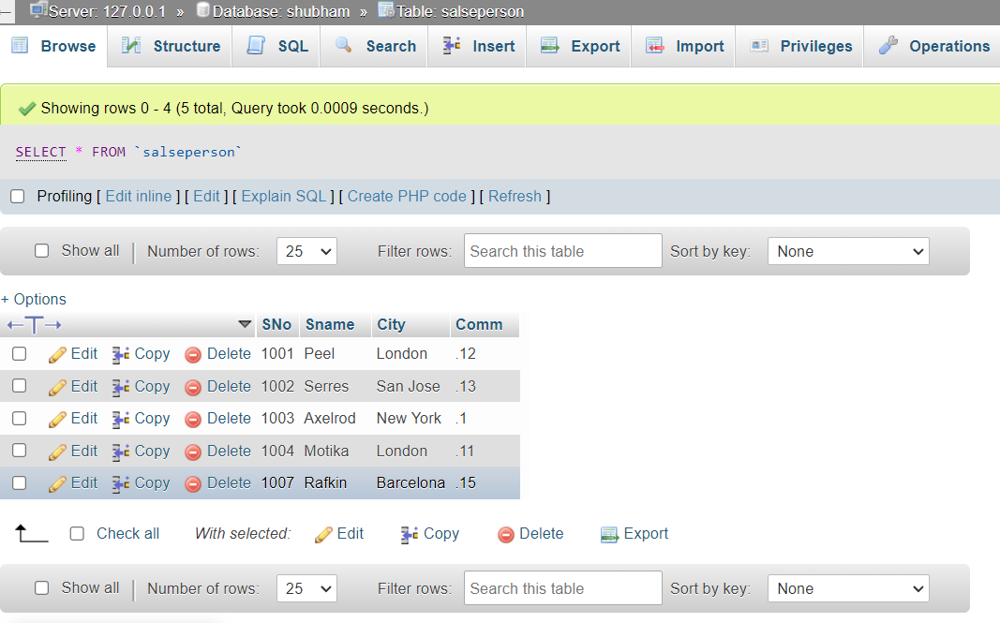 Server: 127.0.0.1 » Database: shubham » Table: salseperson
Browse Structure SQL Search Insert Export Import Privileges Operations
Showing rows 0 - 4 (5 total, Query took 0.0009 seconds.)
SELECT * FROM `salseperson`
Profiling [ Edit inline ] [ Edit ] [ Explain SQL ] [ Create PHP code ] [ Refresh ]
Show all | Number of rows: 25 Filter rows: Search this table Sort by key: None
+ Options
←T→ SNo Sname City Comm
Edit Copy Delete 1001 Peel London .12
Edit Copy Delete 1002 Serres San Jose .13
Edit Copy Delete 1003 Axelrod New York .1
Edit Copy Delete 1004 Motika London .11
Edit Copy Delete 1007 Rafkin Barcelona .15
Check all With selected: Edit Copy Delete Export
Show all | Number of rows: 25 Filter rows: Search this table Sort by key: None